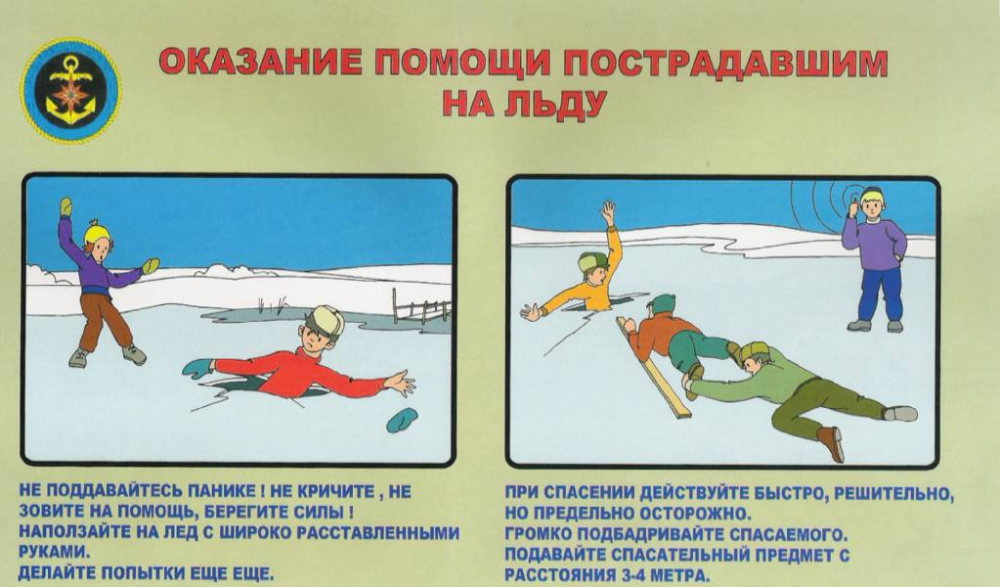 ОКАЗАНИЕ ПОМОЩИ ПОСТРАДАВШИМ
НА ЛЬДУ
НЕ ПОДДАВАЙТЕСЬ ПАНИКЕ ! НЕ КРИЧИТЕ , НЕ
ЗОВИТЕ НА ПОМОЩЬ, БЕРЕГИТЕ СИЛЫ !
НАПОЛЗАЙТЕ НА ЛЕД С ШИРОКО РАССТАВЛЕННЫМИ
РУКАМИ.
ДЕЛАЙТЕ ПОПЫТКИ ЕЩЕ ЕЩЕ.
ПРИ СПАСЕНИИ ДЕЙСТВУЙТЕ БЫСТРО, РЕШИТЕЛЬНО,
НО ПРЕДЕЛЬНО ОСТОРОЖНО.
ГРОМКО ПОДБАДРИВАЙТЕ СПАСАЕМОГО.
ПОДАВАЙТЕ СПАСАТЕЛЬНЫЙ ПРЕДМЕТ С
РАССТОЯНИЯ 3-4 МЕТРА.